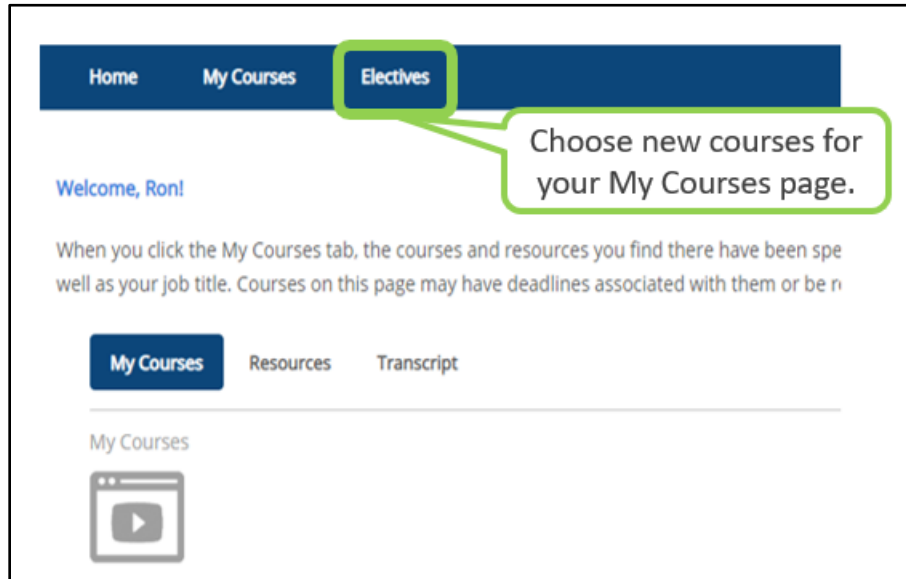 Home My Courses Electives
Choose new courses for
your My Courses page.
Welcome, Ron!
When you click the My Courses tab, the courses and resources you find there have been spe
well as your job title. Courses on this page may have deadlines associated with them or be r
My Courses Resources Transcript
My Courses